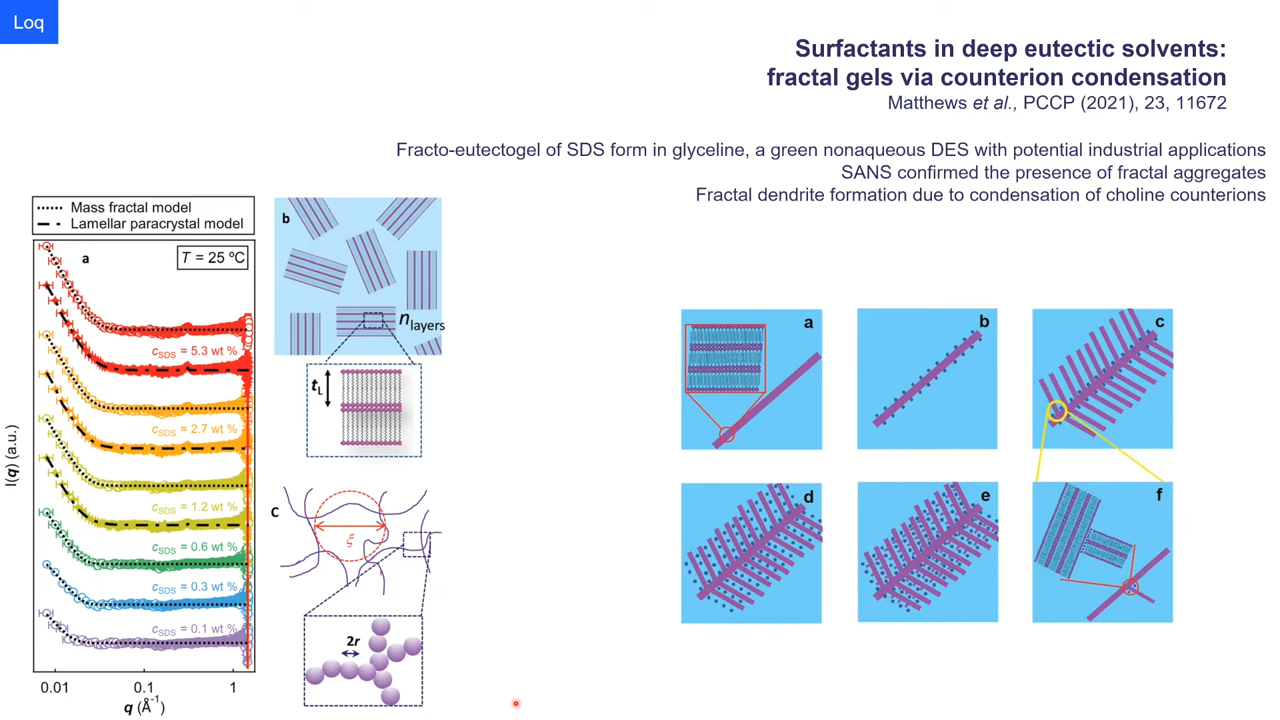 Loq
Surfactants in deep eutectic solvents:
fractal gels via counterion condensation
Matthews et al., PCCP (2021), 23, 11672
Fracto-eutectogel of SDS form in glyceline, a green nonaqueous DES with potential industrial applications
SANS confirmed the presence of fractal aggregates
Fractal dendrite formation due to condensation of choline counterions
Mass fractal model
Lamellar paracrystal model
a
T = 25 ºC
cSDS = 5.3 wt %
cSDS = 2.7 wt %
cSDS = 1.2 wt %
cSDS = 0.6 wt %
cSDS = 0.3 wt %
cSDS = 0.1 wt %
I(q) (a.u.)
0.01 0.1 1
q (Å-1)
b
nlayers
tL
c
ξ
2r
a
b
c
d
e
f